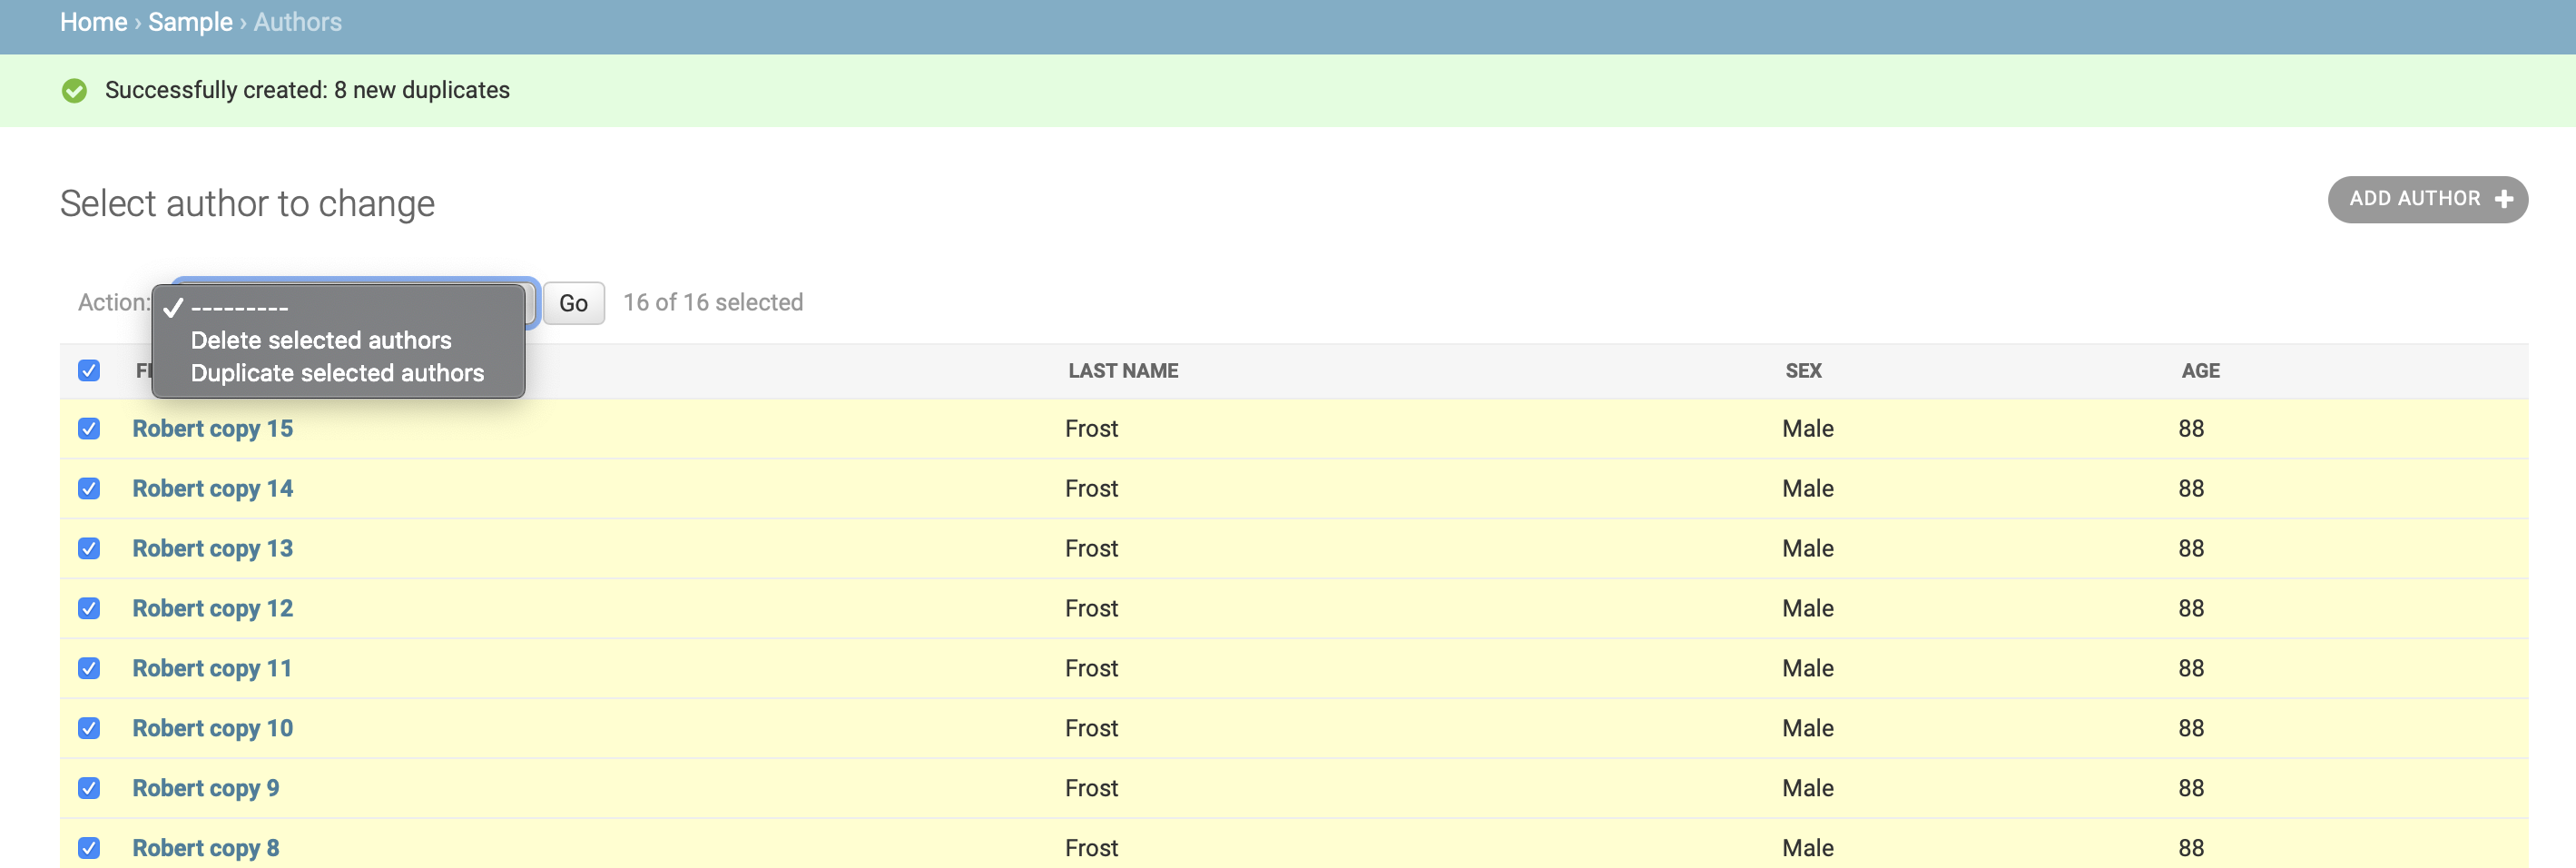 Home › Sample › Authors
Successfully created: 8 new duplicates
Select author to change
ADD AUTHOR
Action:
---------
Go
16 of 16 selected
Delete selected authors
Duplicate selected authors
LAST NAME SEX AGE
Robert copy 15 Frost Male 88
Robert copy 14 Frost Male 88
Robert copy 13 Frost Male 88
Robert copy 12 Frost Male 88
Robert copy 11 Frost Male 88
Robert copy 10 Frost Male 88
Robert copy 9 Frost Male 88
Robert copy 8 Frost Male 88